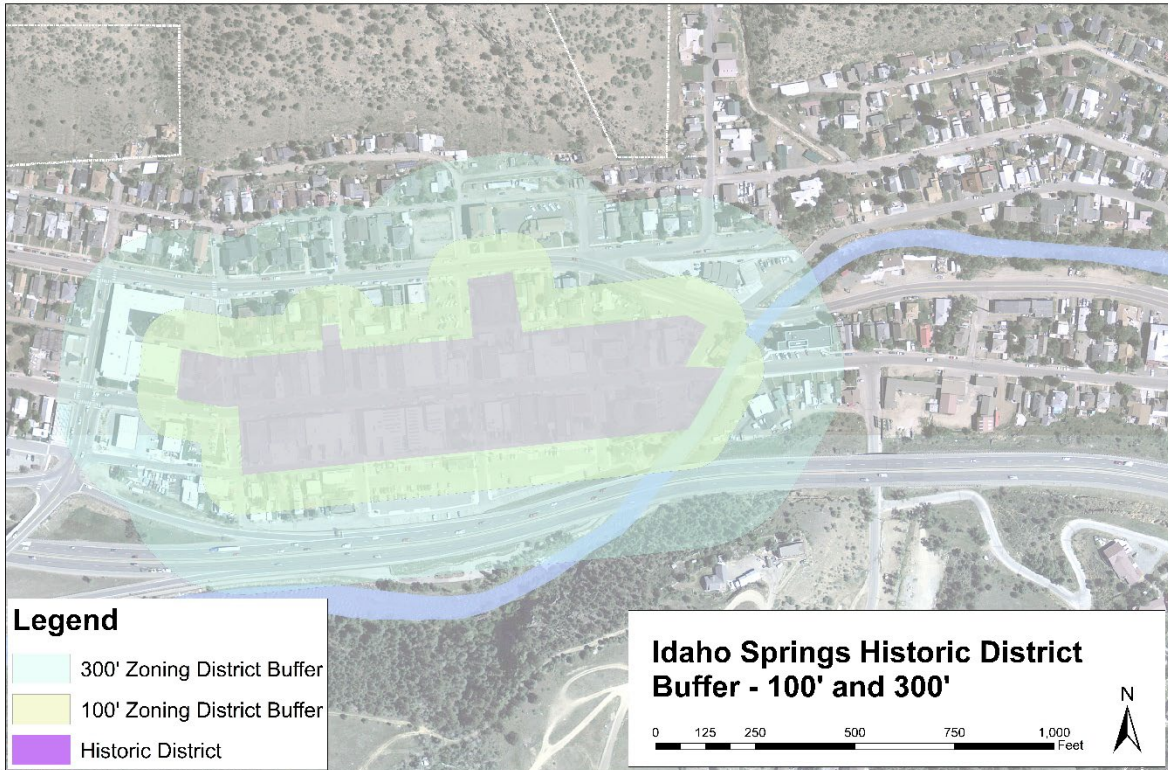 Legend
300' Zoning District Buffer
100' Zoning District Buffer
Historic District
Idaho Springs Historic District
Buffer - 100' and 300'
N
0 125 250 500 750 1,000
Feet